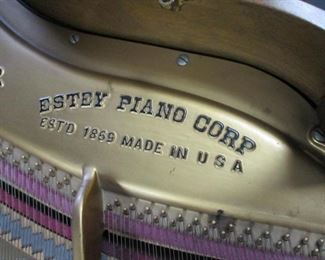 R
ESTEY PIANO CORP
EST'D 1869 MADE IN U S A